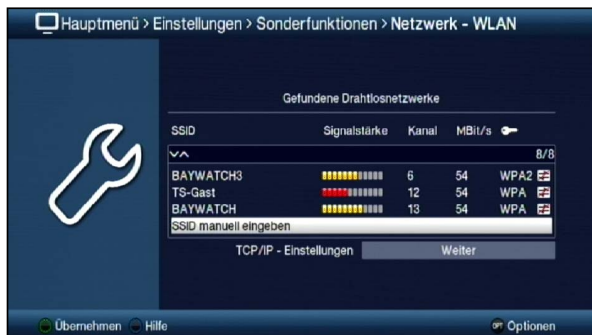 Hauptmenü > Einstellungen > Sonderfunktionen > Netzwerk - WLAN
Gefundene Drahtlosnetzwerke
SSID Signalstärke Kanal MBit/s
8/8
BAYWATCH3 6 54 WPA2
TS-Gast 12 54 WPA
BAYWATCH 13 54 WPA
SSID manuell eingeben
TCP/IP - Einstellungen Weiter
Übernehmen Hilfe OPT Optionen